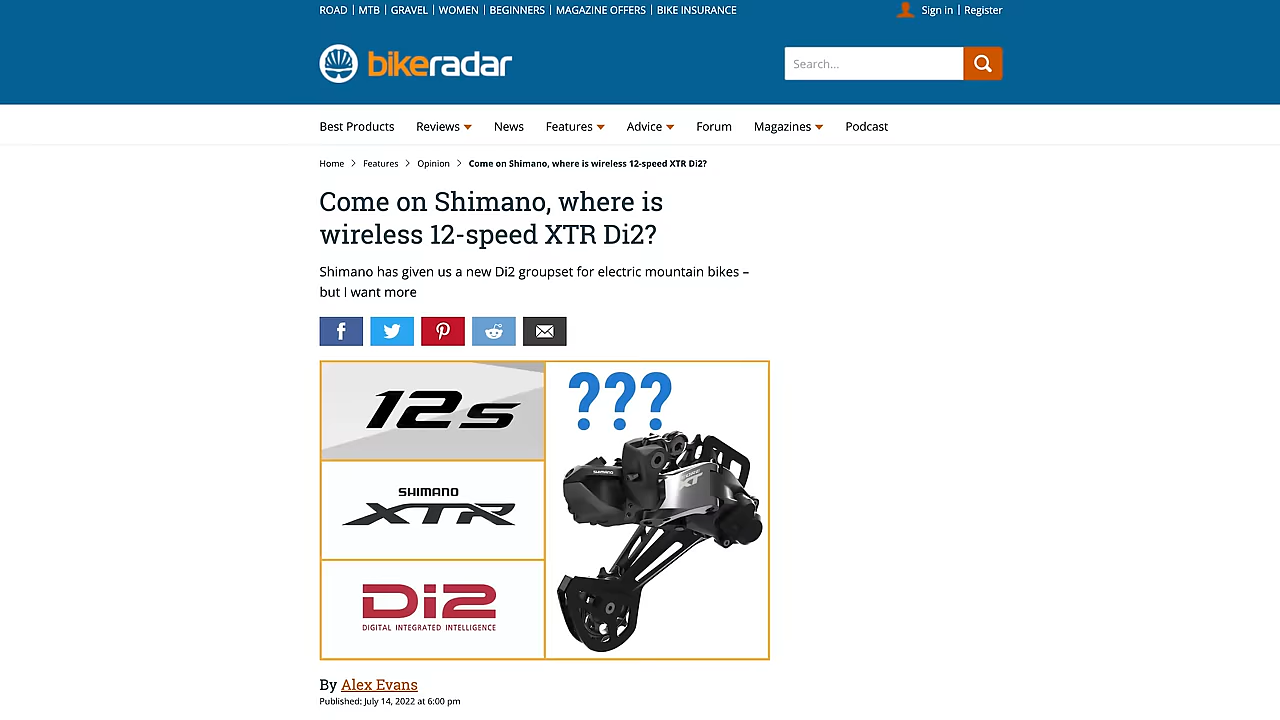 ROAD | MTB | GRAVEL | WOMEN | BEGINNERS | MAGAZINE OFFERS | BIKE INSURANCE
Sign in | Register
bikeradar
Search...
Best Products Reviews News Features Advice Forum Magazines Podcast
Home > Features > Opinion > Come on Shimano, where is wireless 12-speed XTR Di2?
Come on Shimano, where is
wireless 12-speed XTR Di2?
Shimano has given us a new Di2 groupset for electric mountain bikes –
but I want more
12s
???
SHIMANO
XTR
SHIMANO
XT
Di2
DIGITAL INTEGRATED INTELLIGENCE
By Alex Evans
Published: July 14, 2022 at 6:00 pm